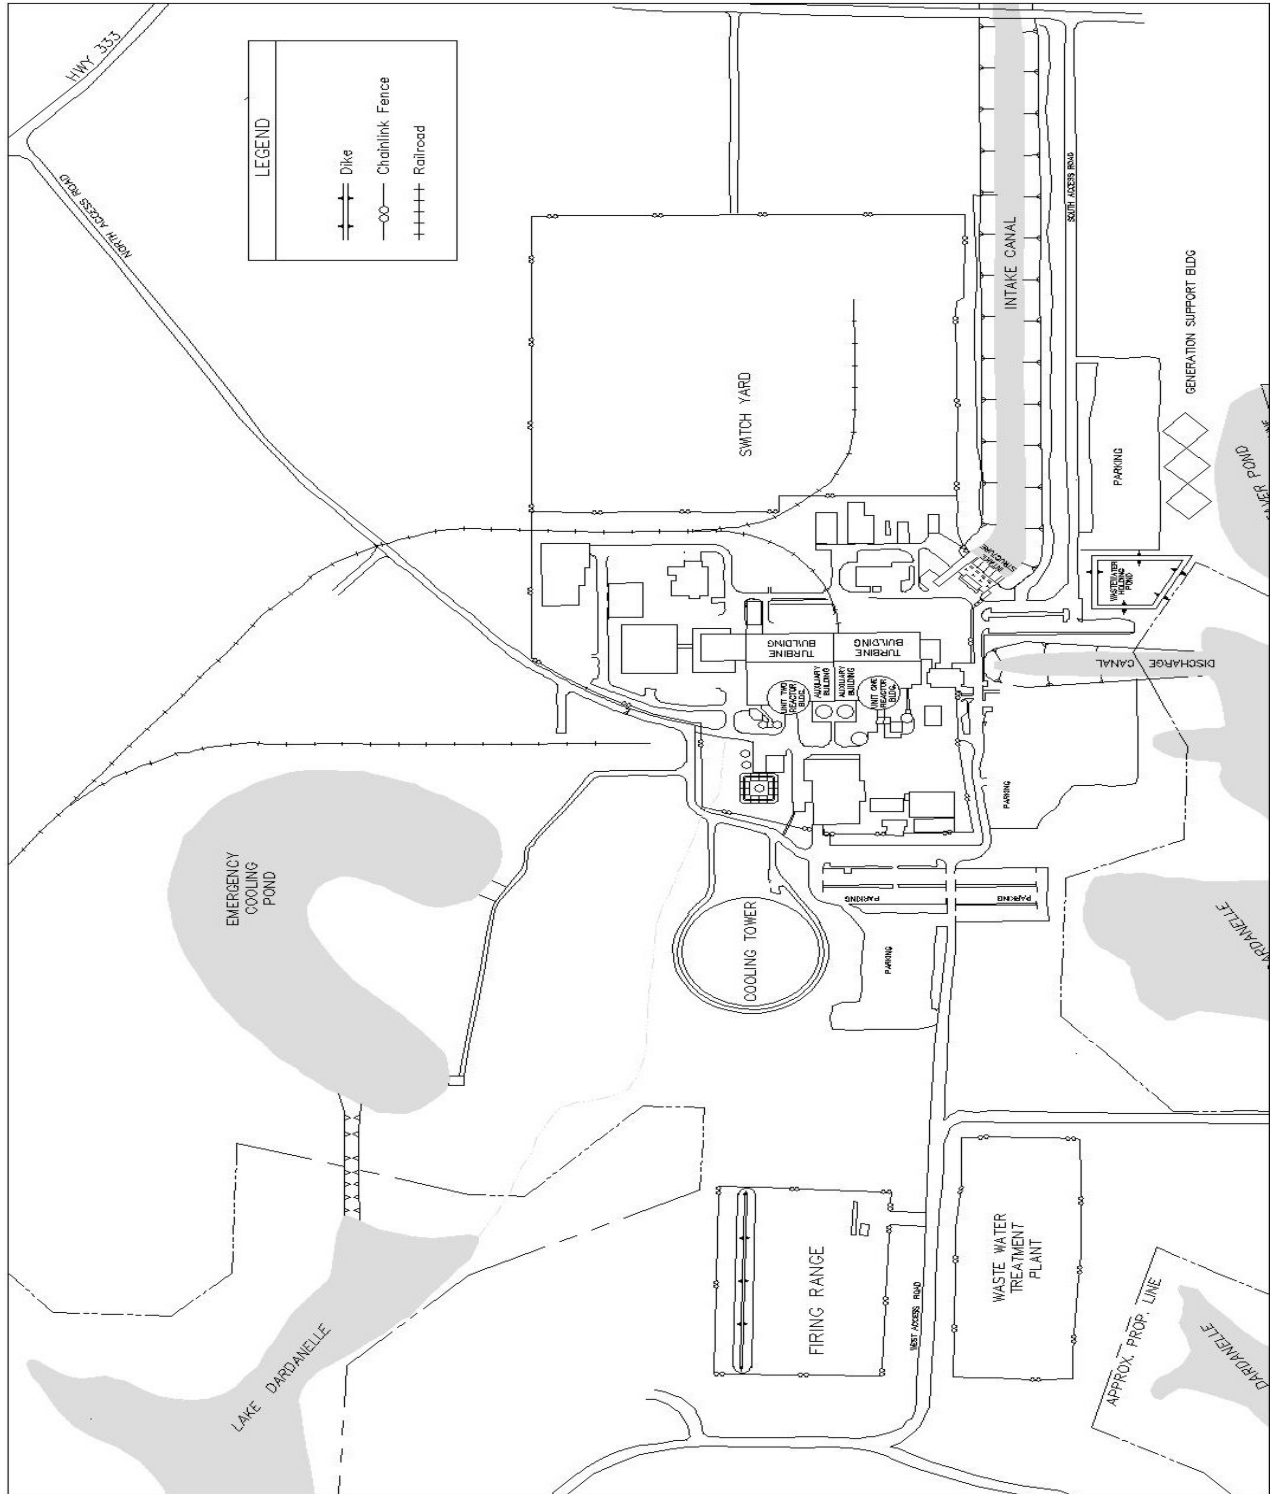 HWY 333
NORTH ACCESS ROAD
LEGEND
Dike
Chainlink Fence
Railroad
SWITCH YARD
INTAKE CANAL
SOUTH ACCESS ROAD
GENERATION SUPPORT BLDG
PARKING
INTAKE
STRUCTURE
WASTEWATER
HOLDING
POND
TURBINE
BUILDING
TURBINE
BUILDING
AUXILIARY
BUILDING
AUXILIARY
BUILDING
UNIT TWO
REACTOR
BLDG.
UNIT ONE
REACTOR
BLDG.
DISCHARGE
CANAL
POND
PARKING
EMERGENCY
COOLING
POND
COOLING TOWER
PARKING
PARKING
PARKING
LAKE DARDANELLE
FIRING RANGE
WEST ACCESS ROAD
WASTE WATER
TREATMENT
PLANT
APPROX. PROP. LINE
DARDANELLE